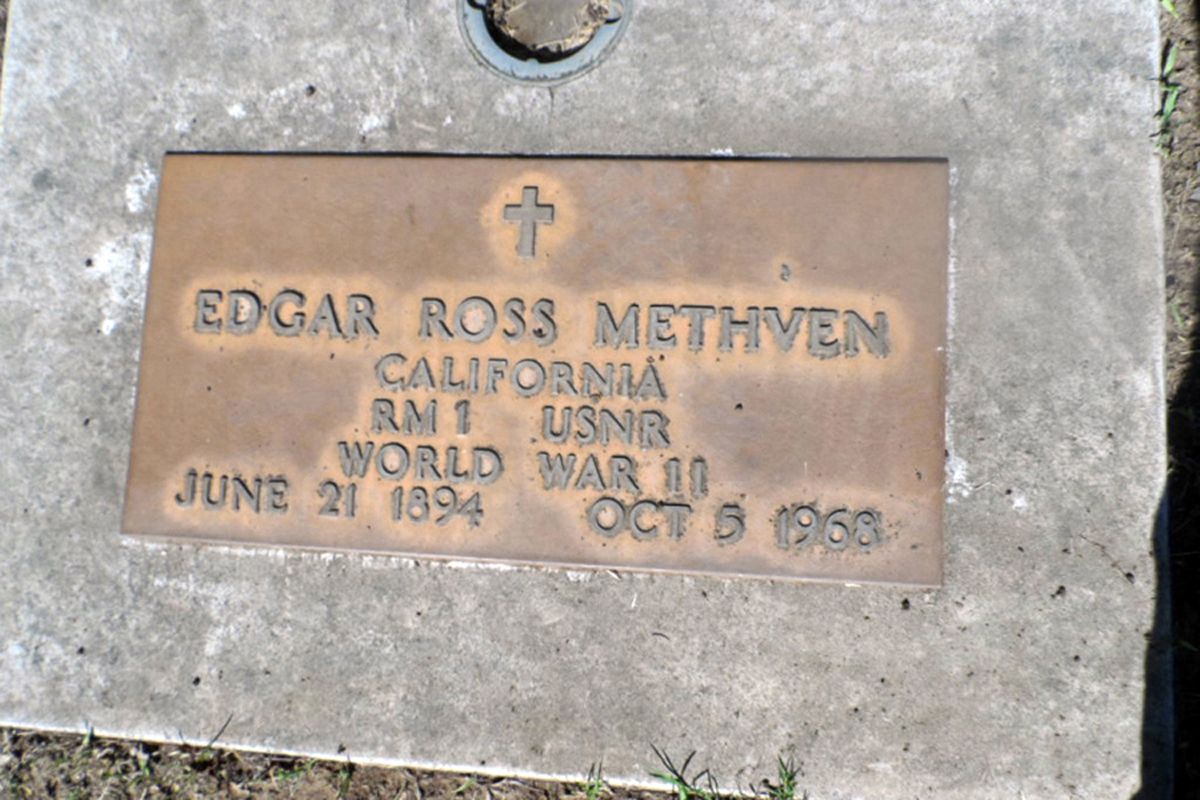 EDGAR ROSS METHVEN
CALIFORNIA
RM 1 USNR
WORLD WAR II
JUNE 21 1894 OCT 5 1968